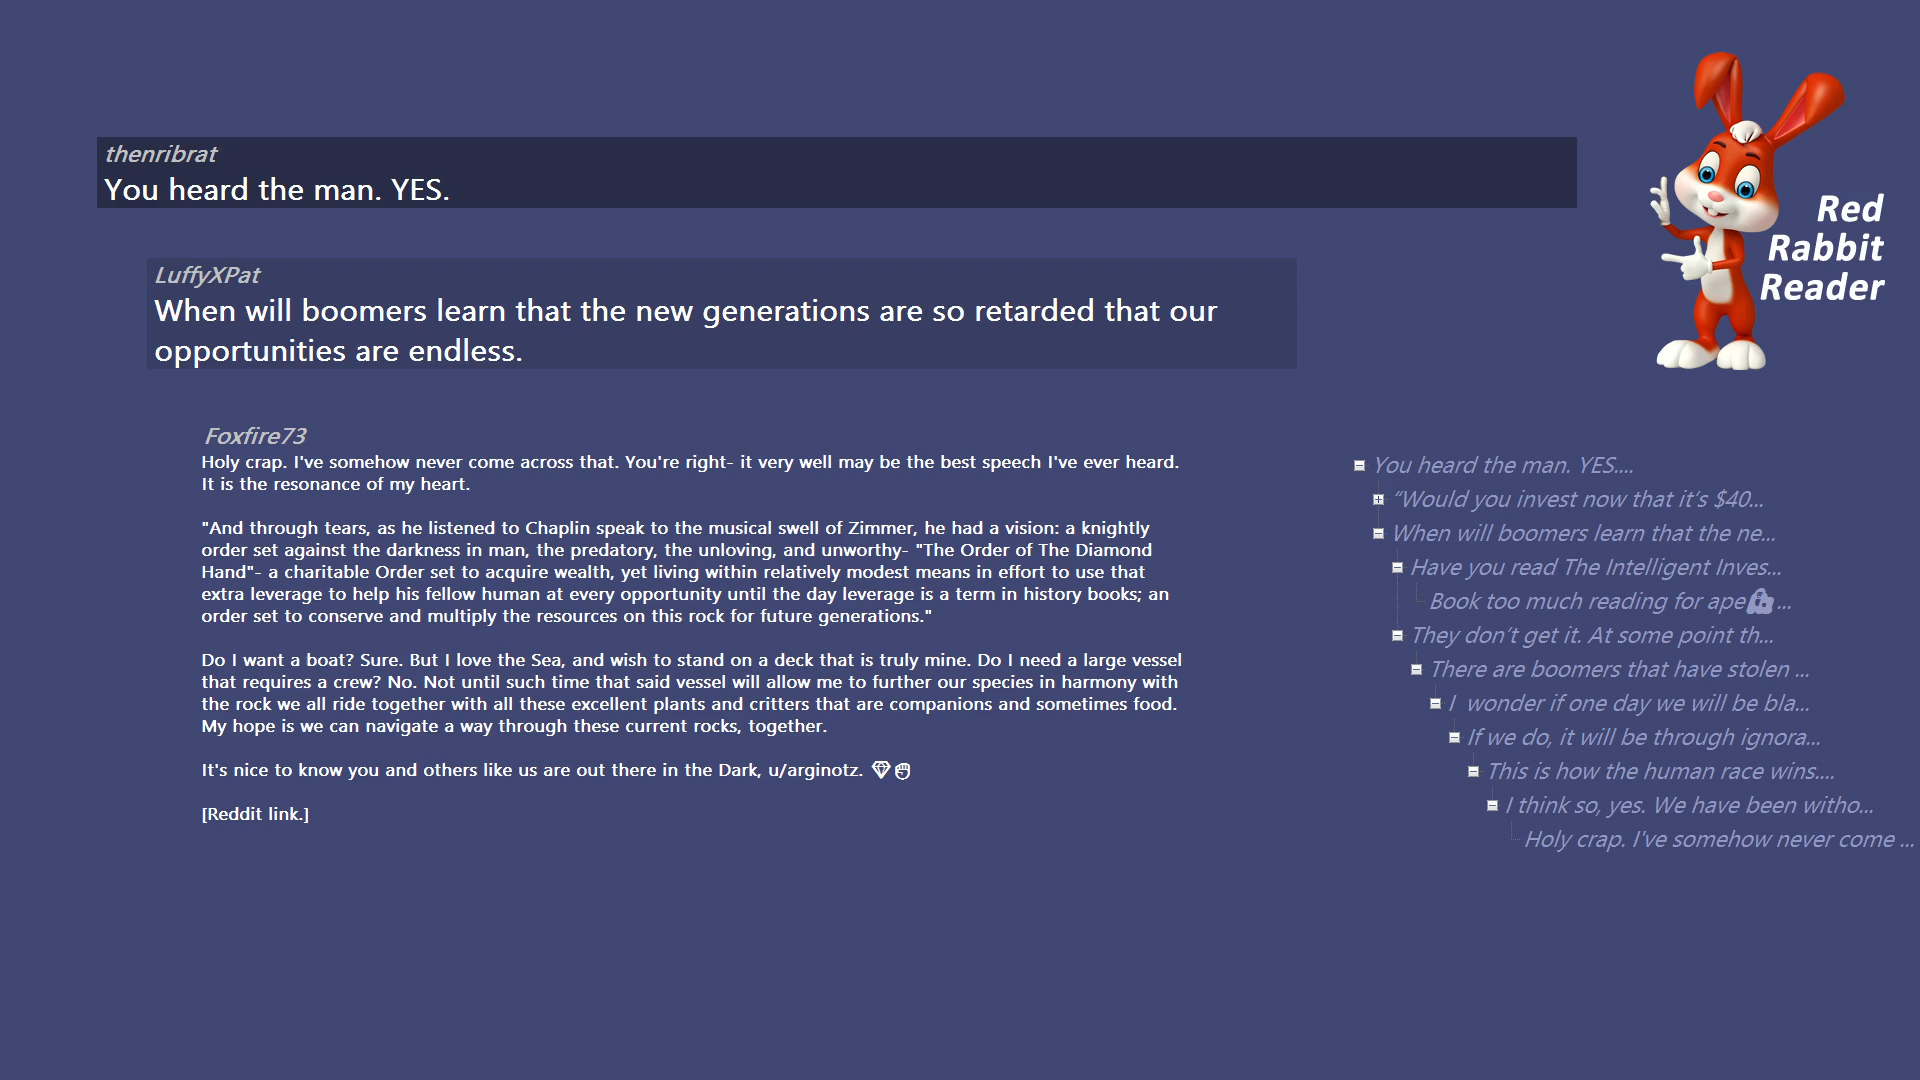 thenribrat
You heard the man. YES.
LuffyXPat
When will boomers learn that the new generations are so retarded that our
opportunities are endless.
Foxfire73
Holy crap. I've somehow never come across that. You're right- it very well may be the best speech I've ever heard.
It is the resonance of my heart.
"And through tears, as he listened to Chaplin speak to the musical swell of Zimmer, he had a vision: a knightly
order set against the darkness in man, the predatory, the unloving, and unworthy- "The Order of The Diamond
Hand"- a charitable Order set to acquire wealth, yet living within relatively modest means in effort to use that
extra leverage to help his fellow human at every opportunity until the day leverage is a term in history books; an
order set to conserve and multiply the resources on this rock for future generations."
Do I want a boat? Sure. But I love the Sea, and wish to stand on a deck that is truly mine. Do I need a large vessel
that requires a crew? No. Not until such time that said vessel will allow me to further our species in harmony with
the rock we all ride together with all these excellent plants and critters that are companions and sometimes food.
My hope is we can navigate a way through these current rocks, together.
It's nice to know you and others like us are out there in the Dark, u/arginotz. 💎✊
[Reddit link.]
Red
Rabbit
Reader
You heard the man. YES....
“Would you invest now that it’s $40...
When will boomers learn that the ne...
Have you read The Intelligent Inves...
Book too much reading for ape🦍...
They don’t get it. At some point th...
There are boomers that have stolen ...
I  wonder if one day we will be bla...
If we do, it will be through ignora...
This is how the human race wins....
I think so, yes. We have been witho...
Holy crap. I've somehow never come ...